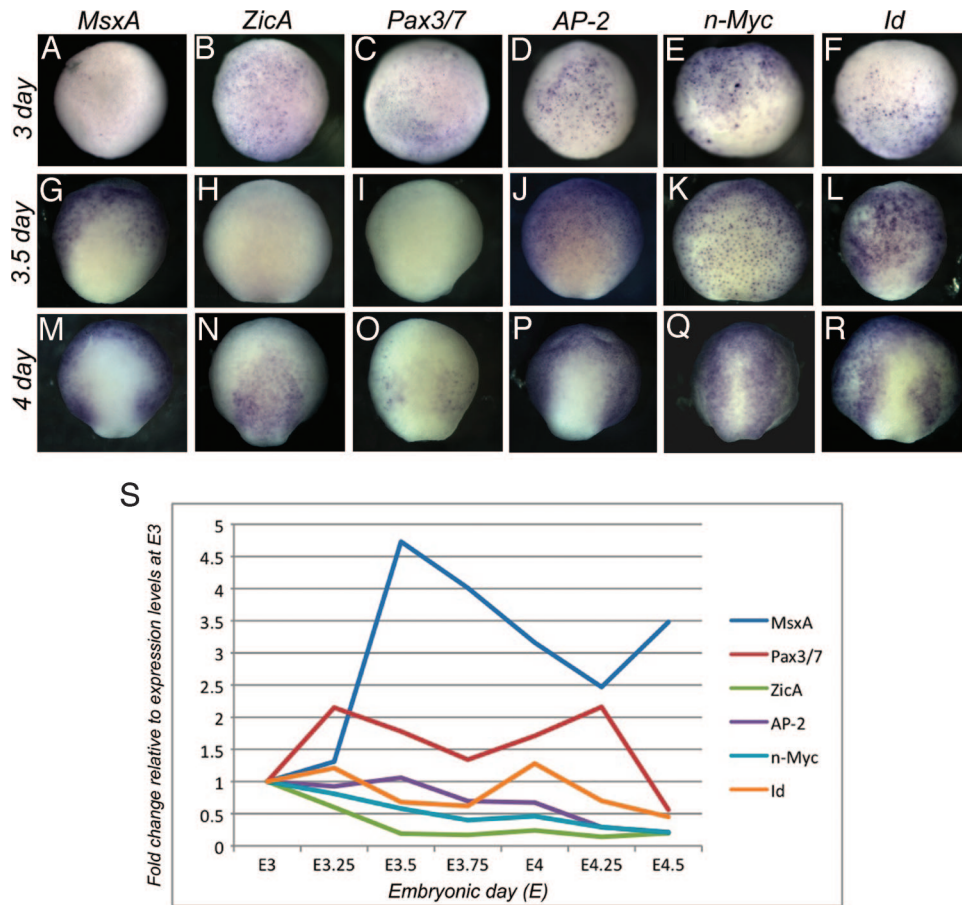 MsxA ZicA Pax3/7 AP-2 n-Myc Id
3 day
A B C D E F
3.5 day
G H I J K L
4 day
M N O P Q R
S
Fold change relative to expression levels at E3
5
4.5
4
3.5
3
2.5
2
1.5
1
0.5
0
E3 E3.25 E3.5 E3.75 E4 E4.25 E4.5
Embryonic day (E)
MsxA
Pax3/7
ZicA
AP-2
n-Myc
Id